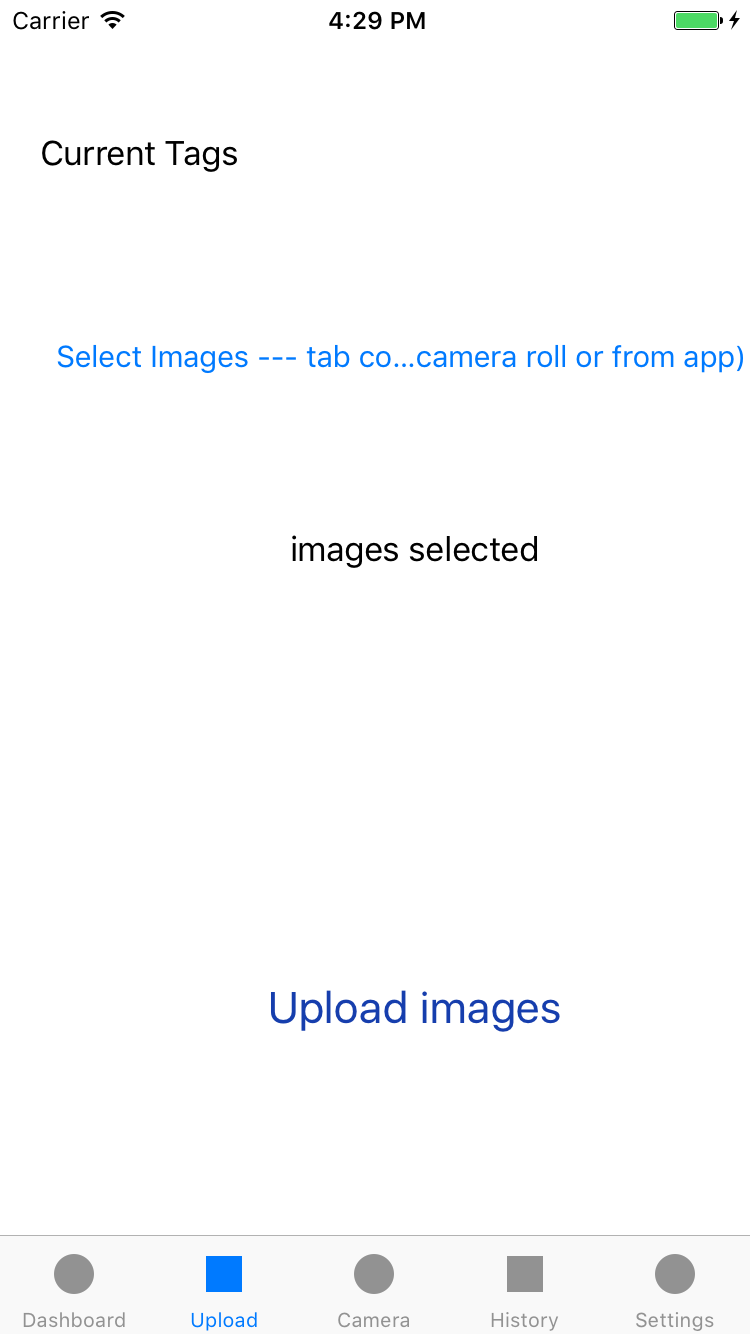 Carrier 4:29 PM
Current Tags
Select Images --- tab co...camera roll or from app)
images selected
Upload images
Dashboard Upload Camera History Settings